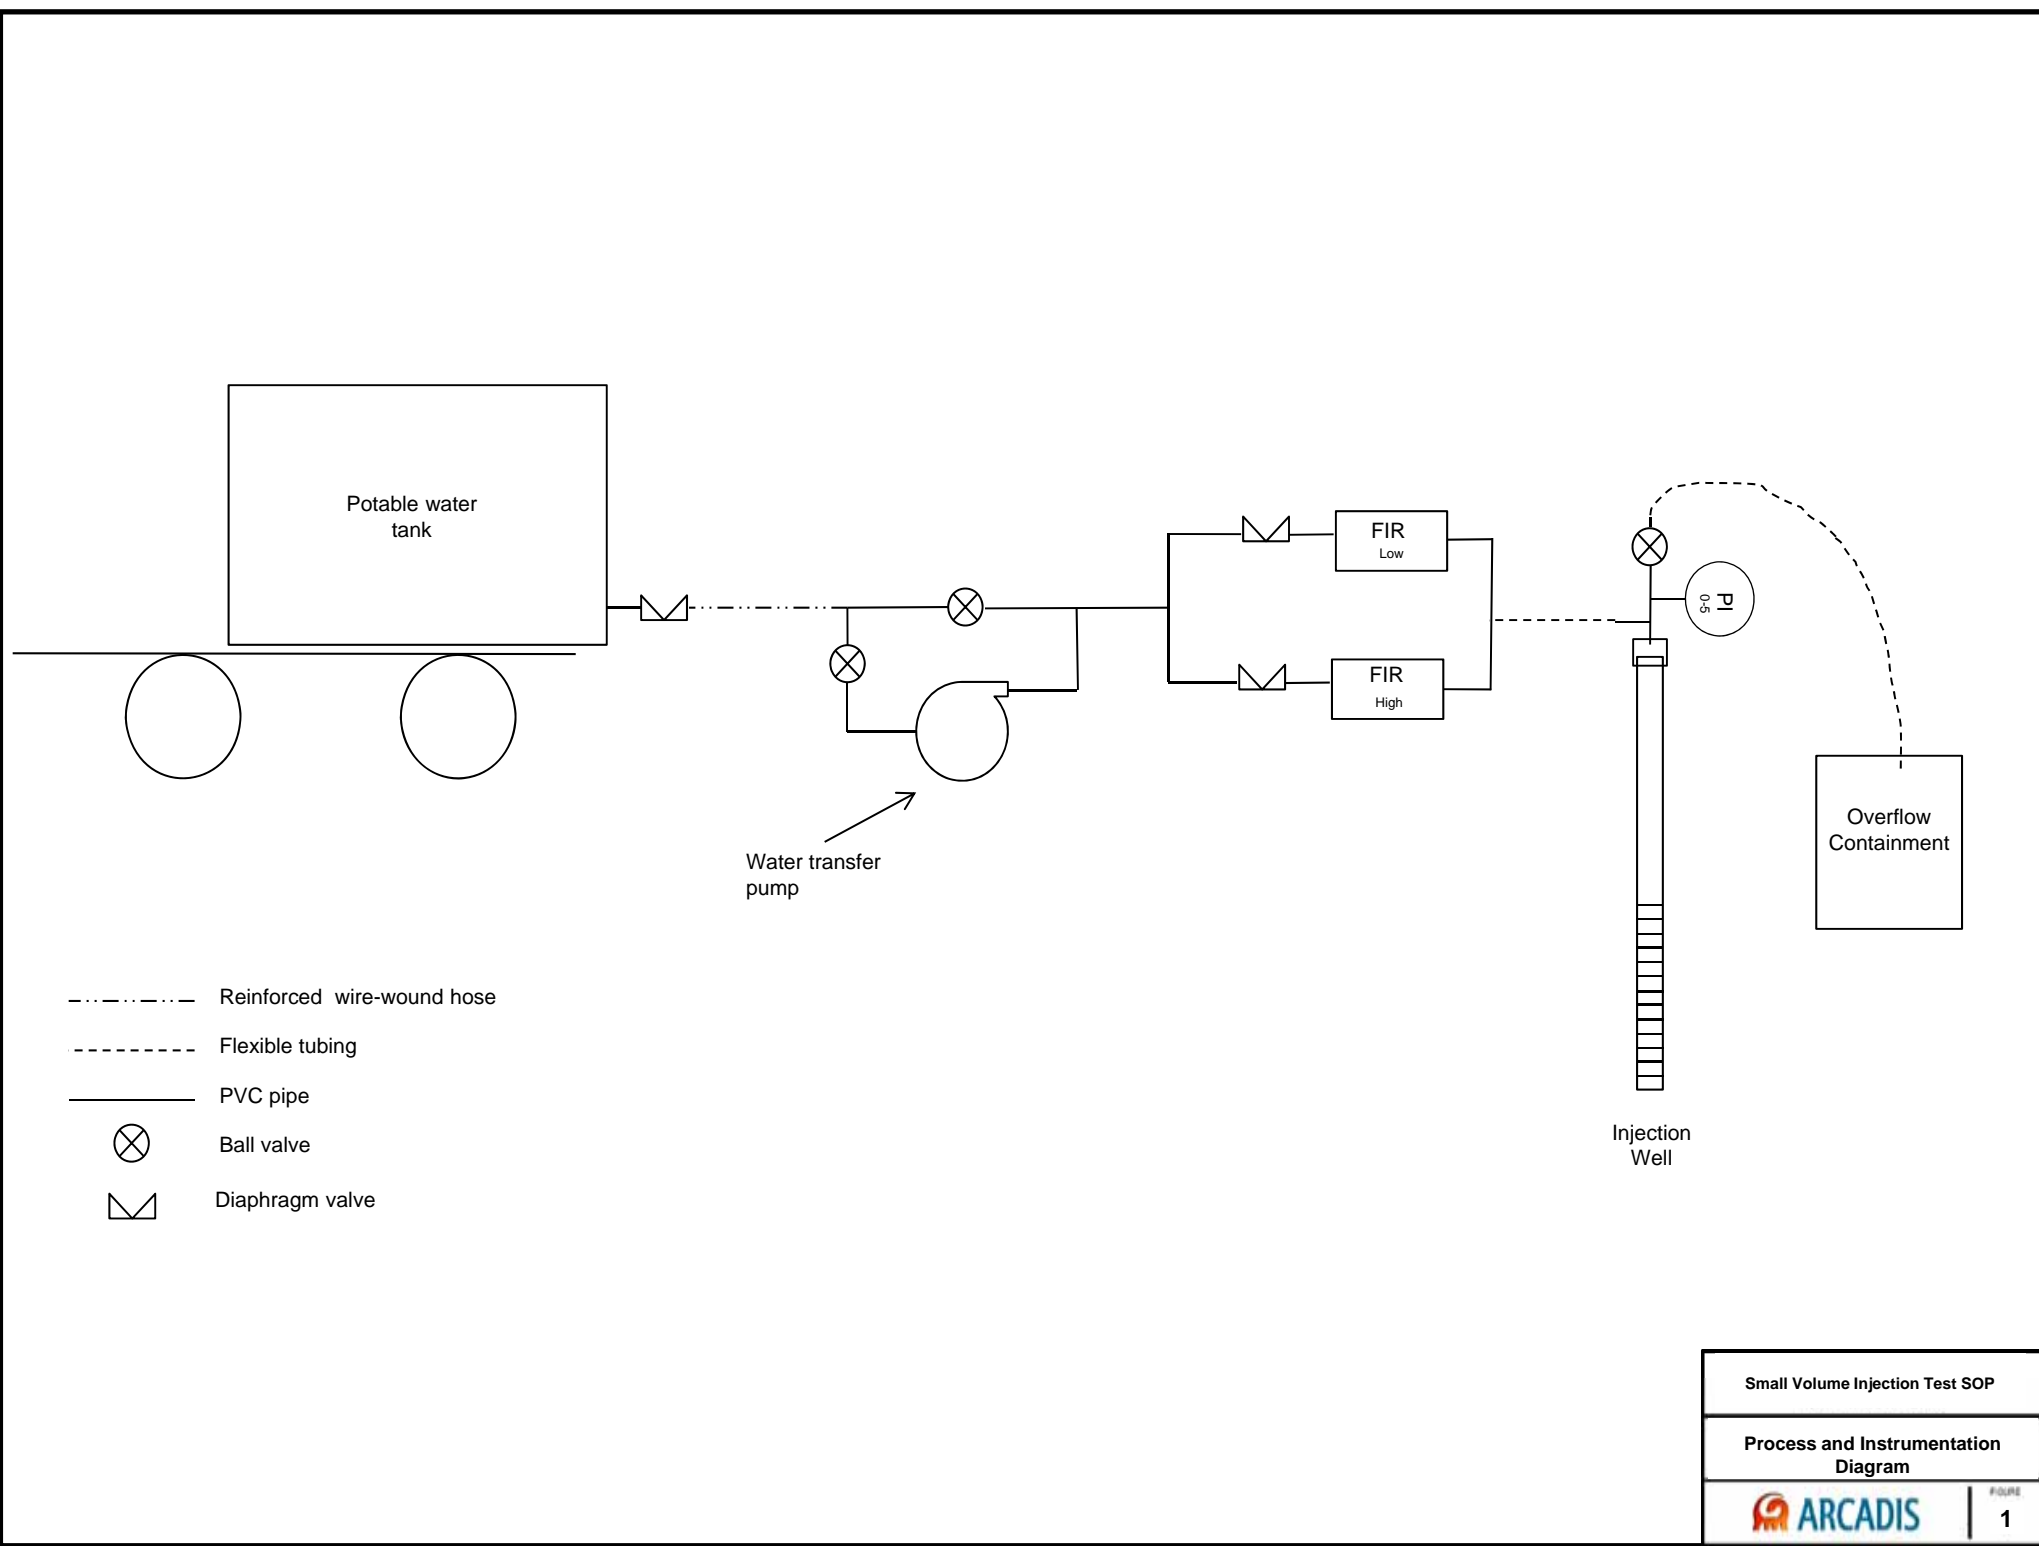 Potable water
tank
FIR
Low
FIR
High
PI
0-5
Overflow
Containment
Water transfer
pump
Reinforced wire-wound hose
Flexible tubing
PVC pipe
Ball valve
Diaphragm valve
Injection
Well
Small Volume Injection Test SOP
Process and Instrumentation
Diagram
ARCADIS
FIGURE
1